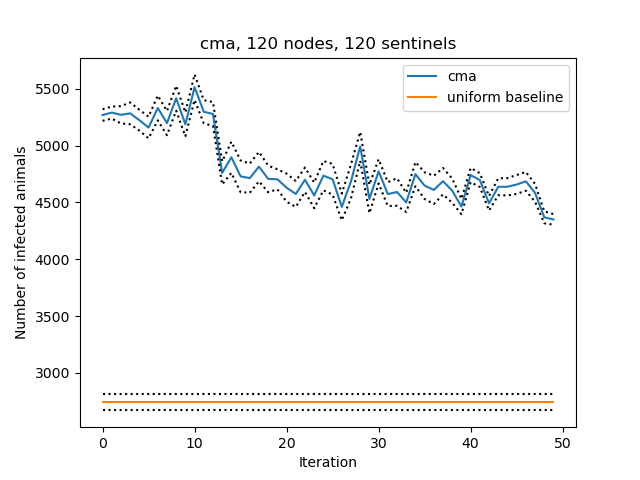 cma, 120 nodes, 120 sentinels
cma
uniform baseline
Number of infected animals
5500
5000
4500
4000
3500
3000
0 10 20 30 40 50
Iteration